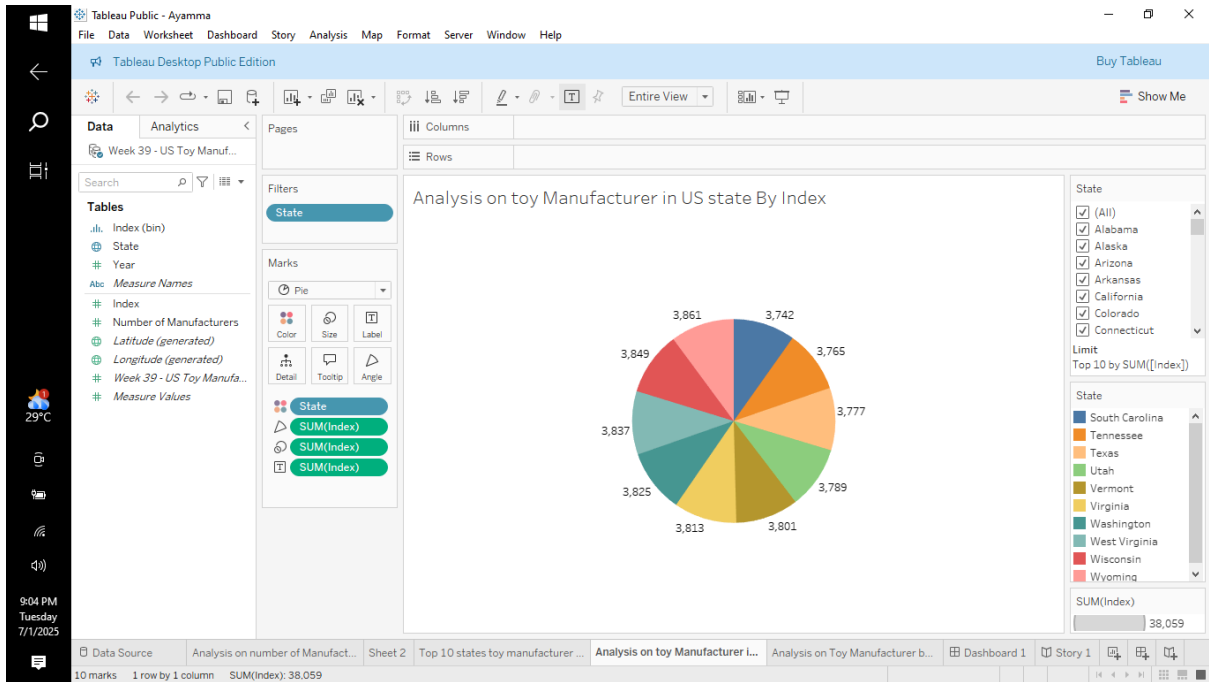 Tableau Public - Ayamma
File Data Worksheet Dashboard Story Analysis Map Format Server Window Help
Tableau Desktop Public Edition
Buy Tableau
Entire View
Show Me
Data
Analytics
Week 39 - US Toy Manuf...
Search
Tables
Index (bin)
State
Year
Abc Measure Names
Index
Number of Manufacturers
Latitude (generated)
Longitude (generated)
Week 39 - US Toy Manufa...
Measure Values
Pages
Filters
State
Marks
Pie
Color Size Label
Detail Tooltip Angle
State
SUM(Index)
SUM(Index)
SUM(Index)
Columns
Rows
Analysis on toy Manufacturer in US state By Index
3,861
3,742
3,849
3,765
3,837
3,777
3,825
3,789
3,813
3,801
State
(All)
Alabama
Alaska
Arizona
Arkansas
California
Colorado
Connecticut
Limit
Top 10 by SUM([Index])
State
South Carolina
Tennessee
Texas
Utah
Vermont
Virginia
Washington
West Virginia
Wisconsin
Wyoming
SUM(Index)
38,059
1
29°C
9:04 PM
Tuesday
7/1/2025
Data Source
Analysis on number of Manufact...
Sheet 2
Top 10 states toy manufacturer ...
Analysis on toy Manufacturer i...
Analysis on Toy Manufacturer b...
Dashboard 1
Story 1
10 marks 1 row by 1 column SUM(Index): 38,059